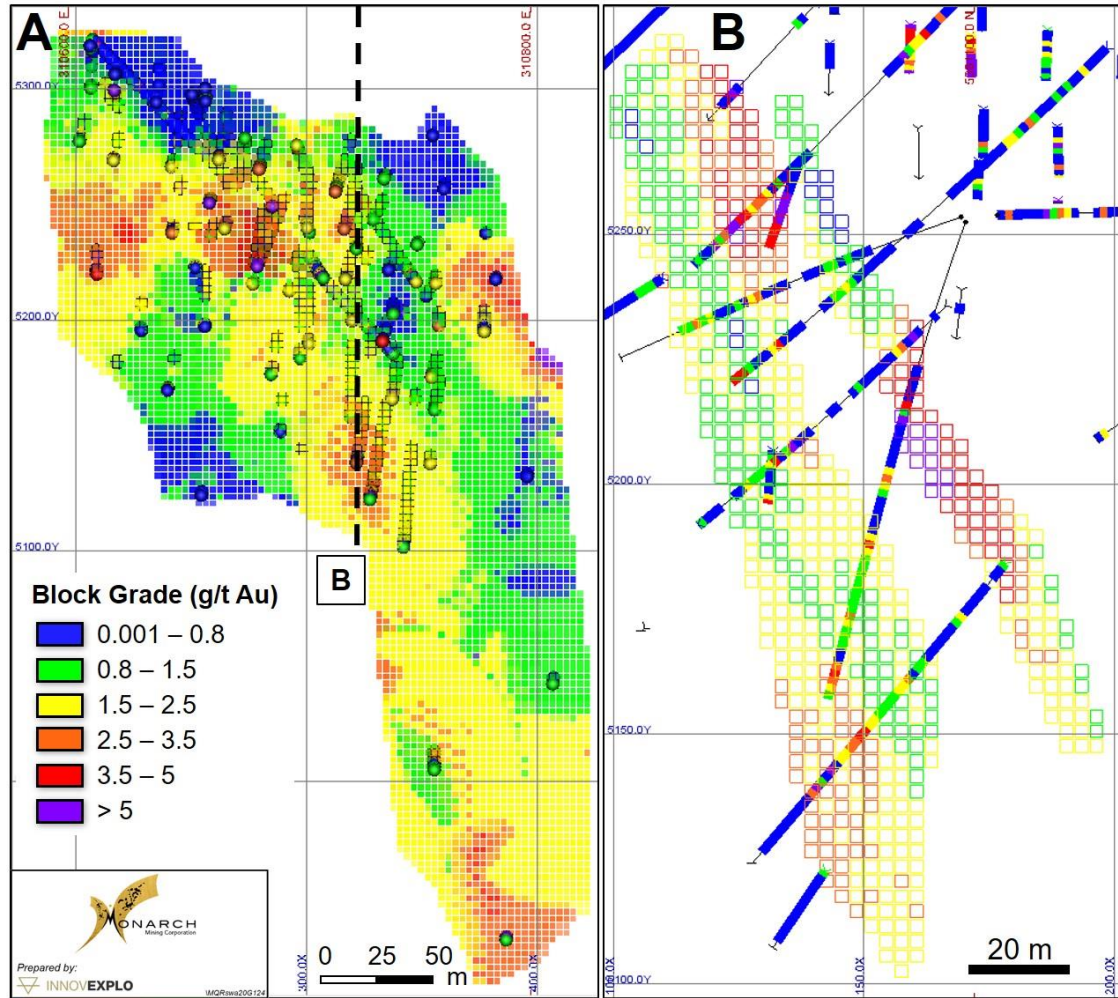 A
310600.0 E
310800.0 E
5300.0Y
5200.0Y
5100.0Y
B
Block Grade (g/t Au)
0.001 – 0.8
0.8 – 1.5
1.5 – 2.5
2.5 – 3.5
3.5 – 5
> 5
MONARCH
Mining Corporation
Prepared by:
INNOVEXPLO
\MQRswa20G124
0 25 50
m
300.0X
400.0X
B
5250.0Y
5200.0Y
5150.0Y
5100.0Y
100.0X
150.0X
200.0X
20 m